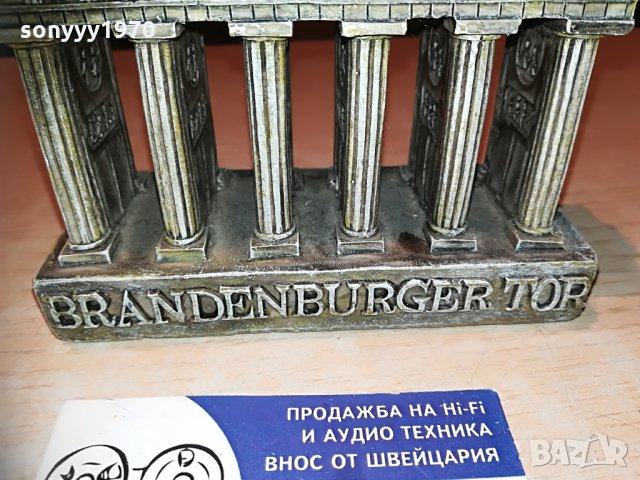 sonyyy1970
BRANDENBURGER TOR
ПРОДАЖБА НА Hi-Fi
И АУДИО ТЕХНИКА
ВНОС ОТ ШВЕЙЦАРИЯ
BAZAR